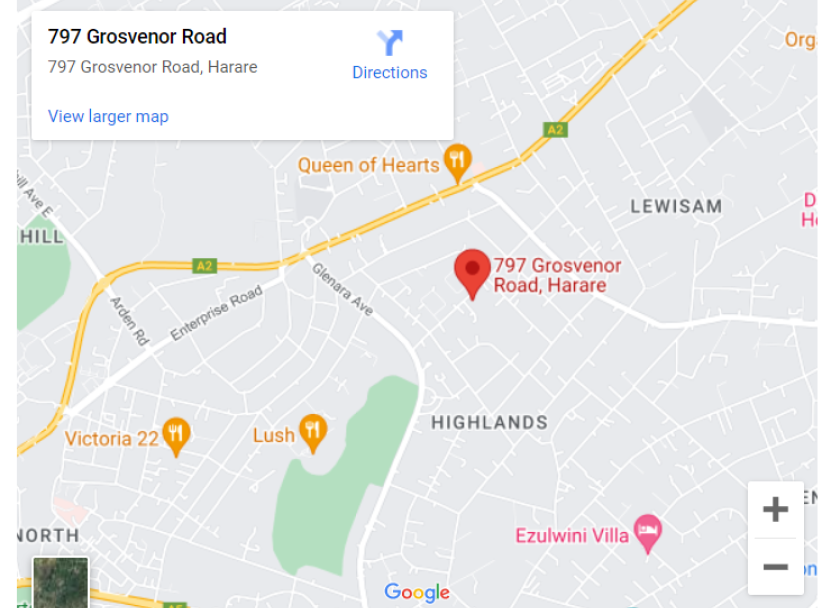 797 Grosvenor Road
797 Grosvenor Road, Harare
Directions
View larger map
Org
A2
Queen of Hearts
ill Ave E
LEWISAM
D
H
HILL
A2
797 Grosvenor
Road, Harare
Glenara Ave
Arden Rd
Enterprise Road
HIGHLANDS
Victoria 22
Lush
EN
NORTH
Ezulwini Villa
Google